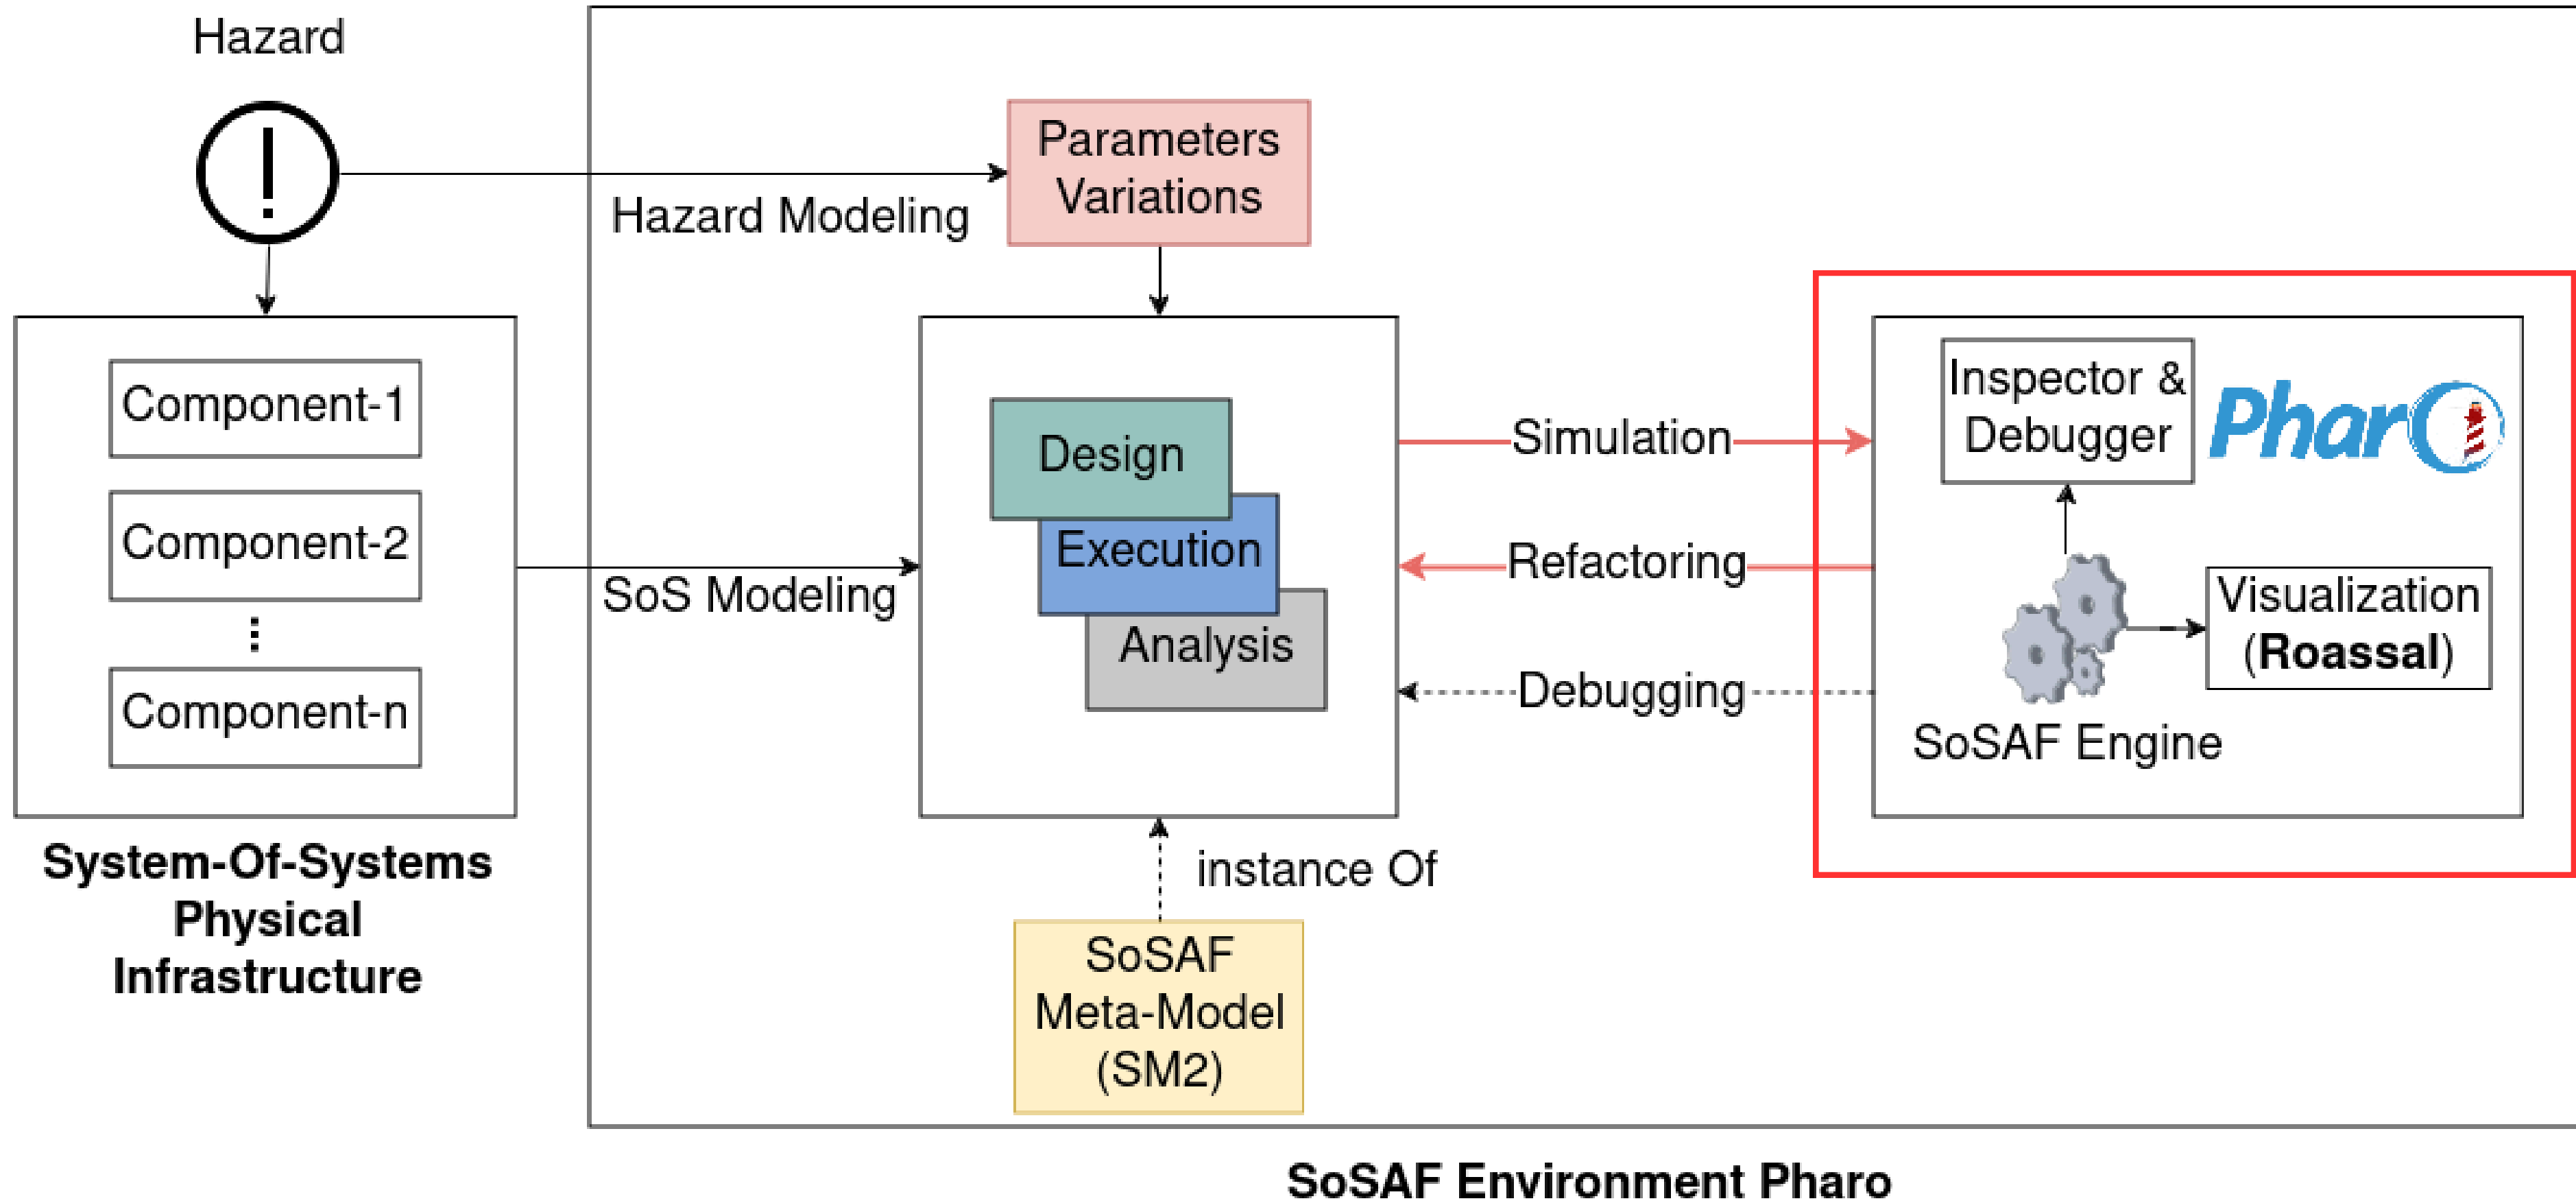 Hazard
Parameters
Variations
Hazard Modeling
Component-1
Component-2
Component-n
System-Of-Systems
Physical
Infrastructure
SoS Modeling
Design
Execution
Analysis
Simulation
Refactoring
Debugging
Inspector &
Debugger
Pharo
Visualization
(Roassal)
SoSAF Engine
instance Of
SoSAF
Meta-Model
(SM2)
SoSAF Environment Pharo